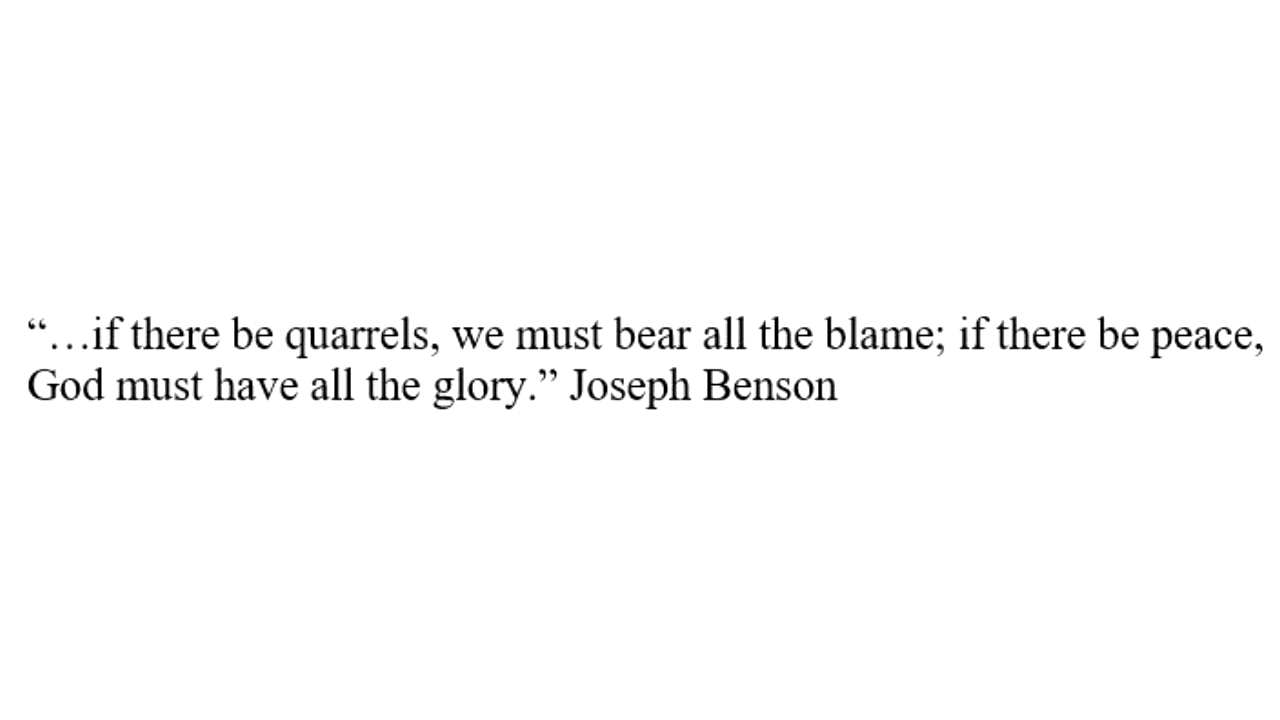 “…if there be quarrels, we must bear all the blame; if there be peace,
God must have all the glory.” Joseph Benson